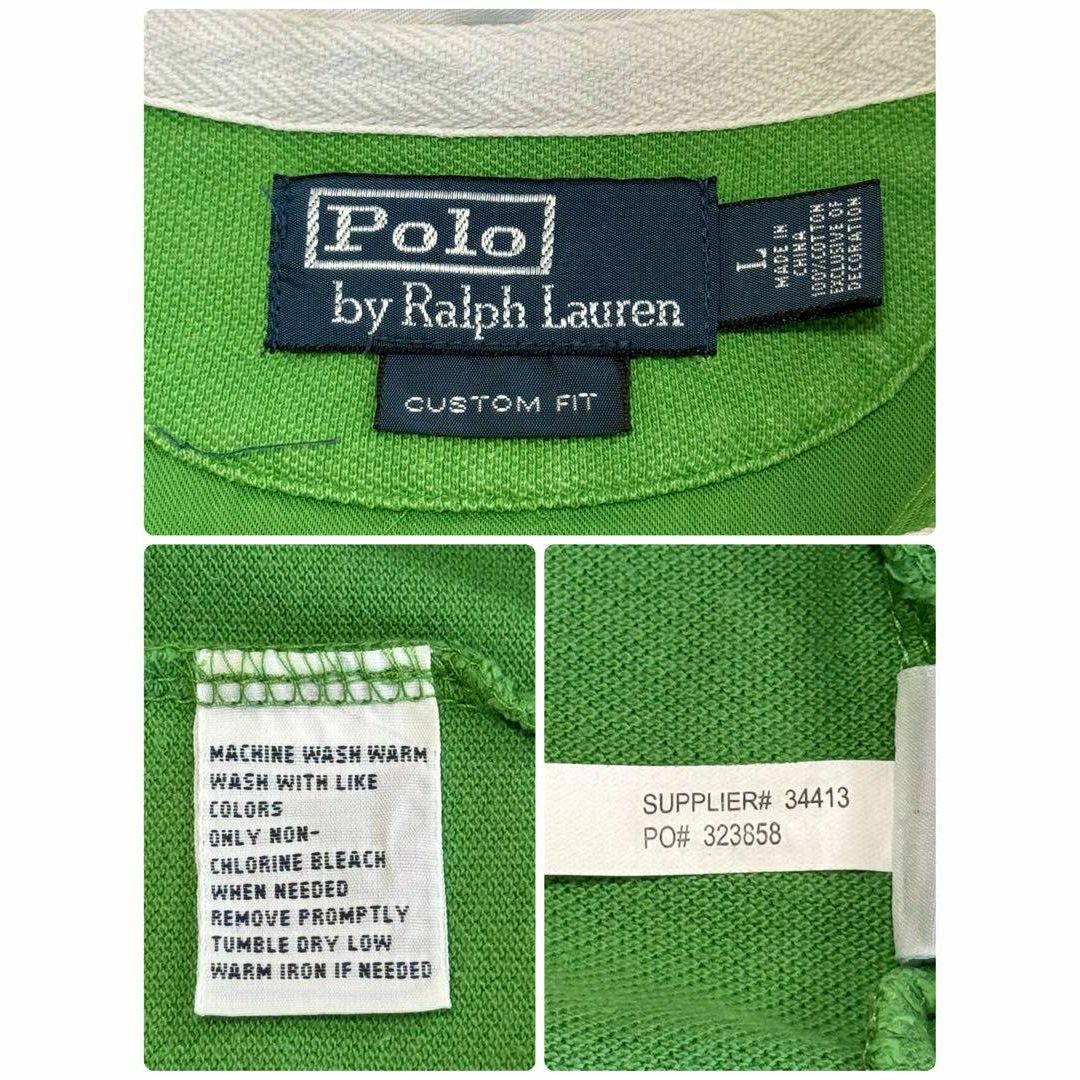 Polo
by Ralph Lauren
CUSTOM FIT
L
MADE IN
CHINA
100% COTTON
EXCLUSIVE OF
DECORATION
MACHINE WASH WARM
WASH WITH LIKE
COLORS
ONLY NON-
CHLORINE BLEACH
WHEN NEEDED
REMOVE PROMPTLY
TUMBLE DRY LOW
WARM IRON IF NEEDED
SUPPLIER# 34413
PO# 323858